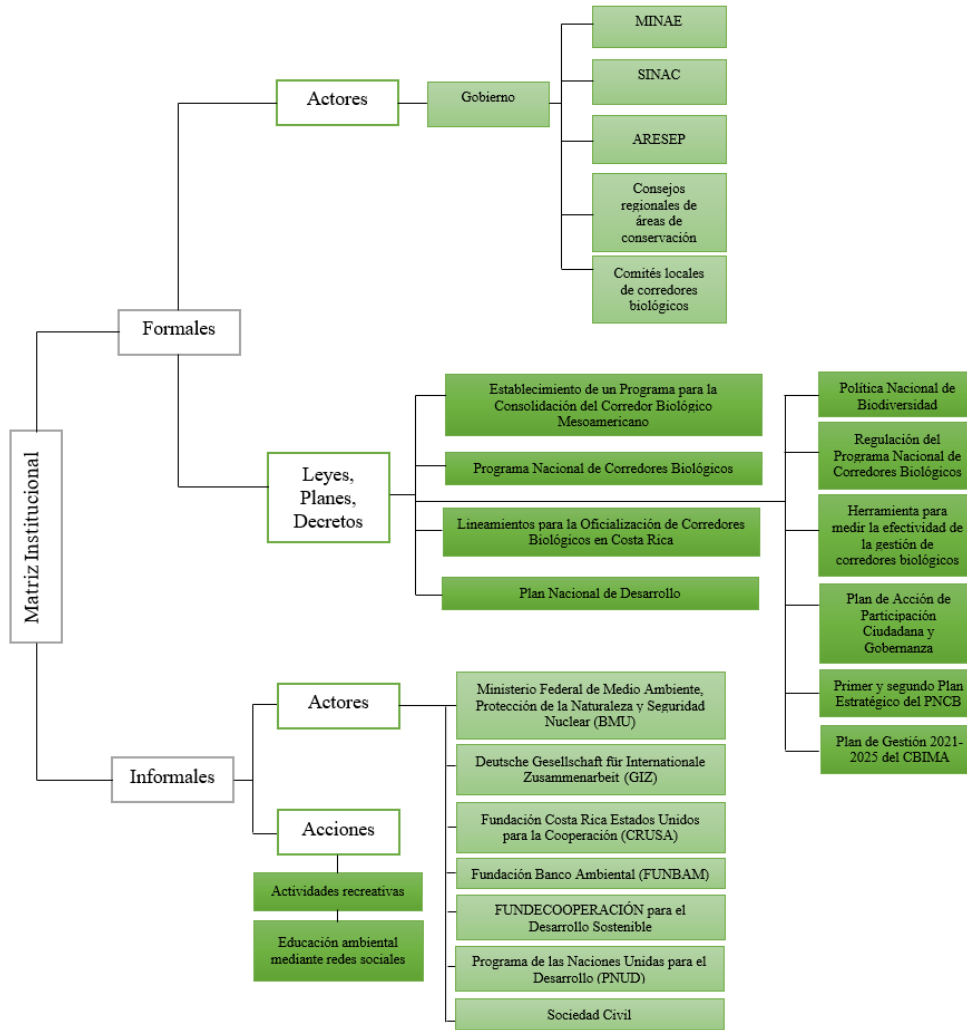 MINAE
SINAC
Actores
Gobierno
ARESEP
Consejos
regionales de
áreas de
conservación
Comités locales
de corredores
biológicos
Formales
Matriz Institucional
Leyes,
Planes,
Decretos
Establecimiento de un Programa para la
Consolidación del Corredor Biológico
Mesoamericano
Programa Nacional de Corredores Biológicos
Lineamientos para la Oficialización de Corredores
Biológicos en Costa Rica
Plan Nacional de Desarrollo
Política Nacional de
Biodiversidad
Regulación del
Programa Nacional de
Corredores Biológicos
Herramienta para
medir la efectividad de
la gestión de
corredores biológicos
Plan de Acción de
Participación
Ciudadana y
Gobernanza
Primer y segundo Plan
Estratégico del PNCB
Plan de Gestión 2021-
2025 del CBIMA
Informales
Actores
Ministerio Federal de Medio Ambiente,
Protección de la Naturaleza y Seguridad
Nuclear (BMU)
Deutsche Gesellschaft für Internationale
Zusammenarbeit (GIZ)
Fundación Costa Rica Estados Unidos
para la Cooperación (CRUSA)
Fundación Banco Ambiental (FUNBAM)
FUNDECOOPERACIÓN para el
Desarrollo Sostenible
Programa de las Naciones Unidas para el
Desarrollo (PNUD)
Sociedad Civil
Acciones
Actividades recreativas
Educación ambiental
mediante redes sociales